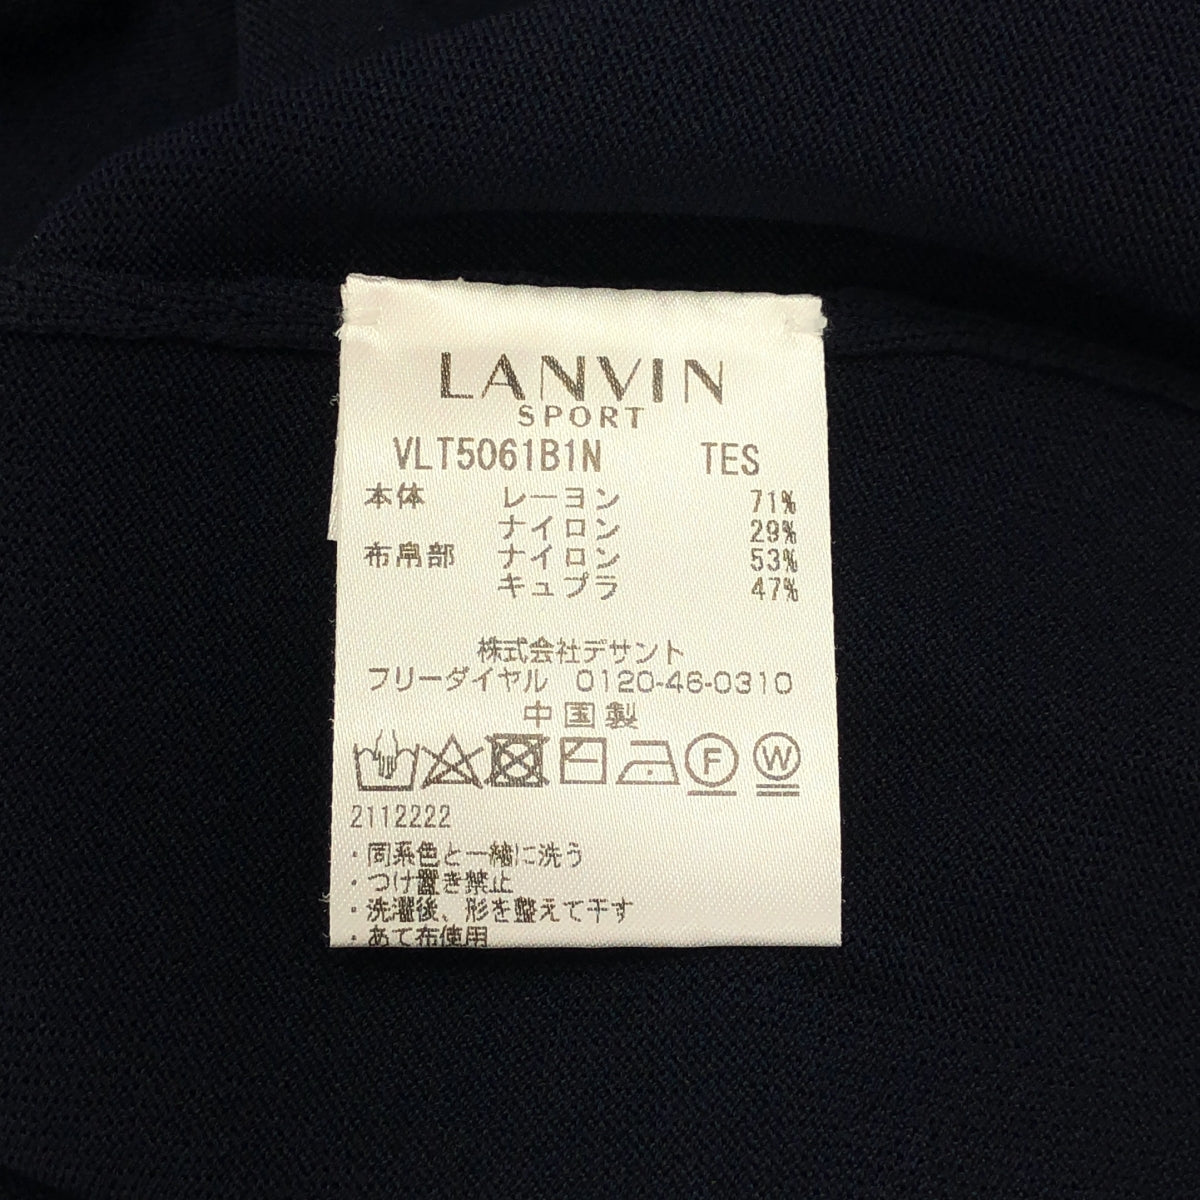 LANVIN
SPORT
VLT5061B1N TES
本体 レーヨン 71%
ナイロン 29%
布帛部 ナイロン 53%
キュプラ 47%
株式会社デサント
フリーダイヤル 0120-46-0310
中国製
F W
2112222
・同系色と一緒に洗う
・つけ置き禁止
・洗濯後、形を整えて干す
・あて布使用